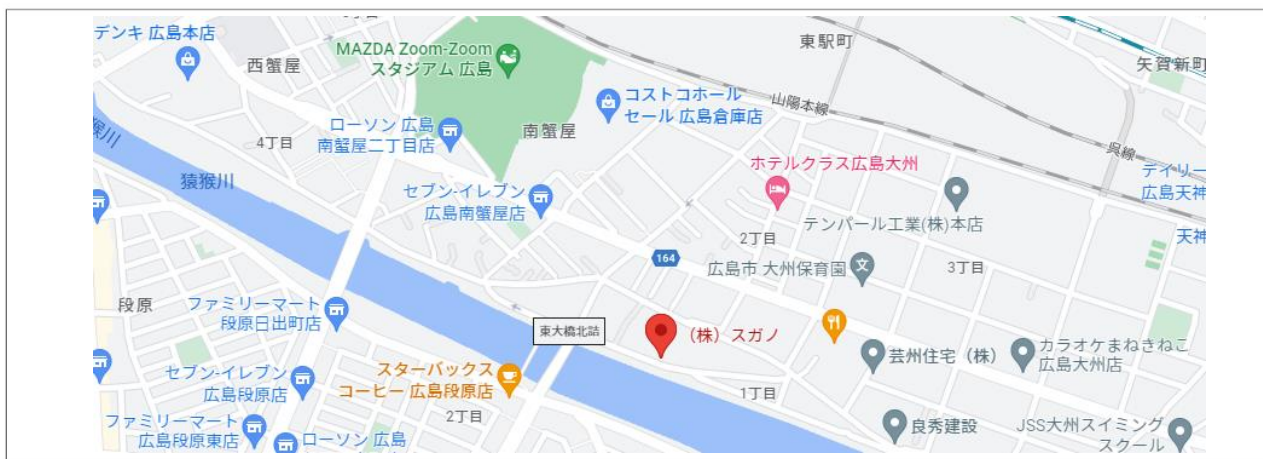 デンキ 広島本店
西蟹屋
MAZDA Zoom-Zoom
スタジアム 広島
東駅町
矢賀新町
コストコホール
セール 広島倉庫店
山陽本線
呉線
ローソン 広島
南蟹屋二丁目店
南蟹屋
4丁目
猿猴川
猿猴川
ホテルクラス広島大州
デイリー
広島天神
セブン-イレブン
広島南蟹屋店
テンパール工業(株)本店
天神
2丁目
164
広島市 大州保育園
3丁目
段原
ファミリーマート
段原日出町店
東大橋北詰
(株)スガノ
芸州住宅(株)
カラオケまねきねこ
広島大州店
セブン-イレブン
広島段原店
スターバックス
コーヒー 広島段原店
1丁目
2丁目
ファミリーマート
広島段原東店
ローソン 広島
良秀建設
JSS大州スイミング
スクール